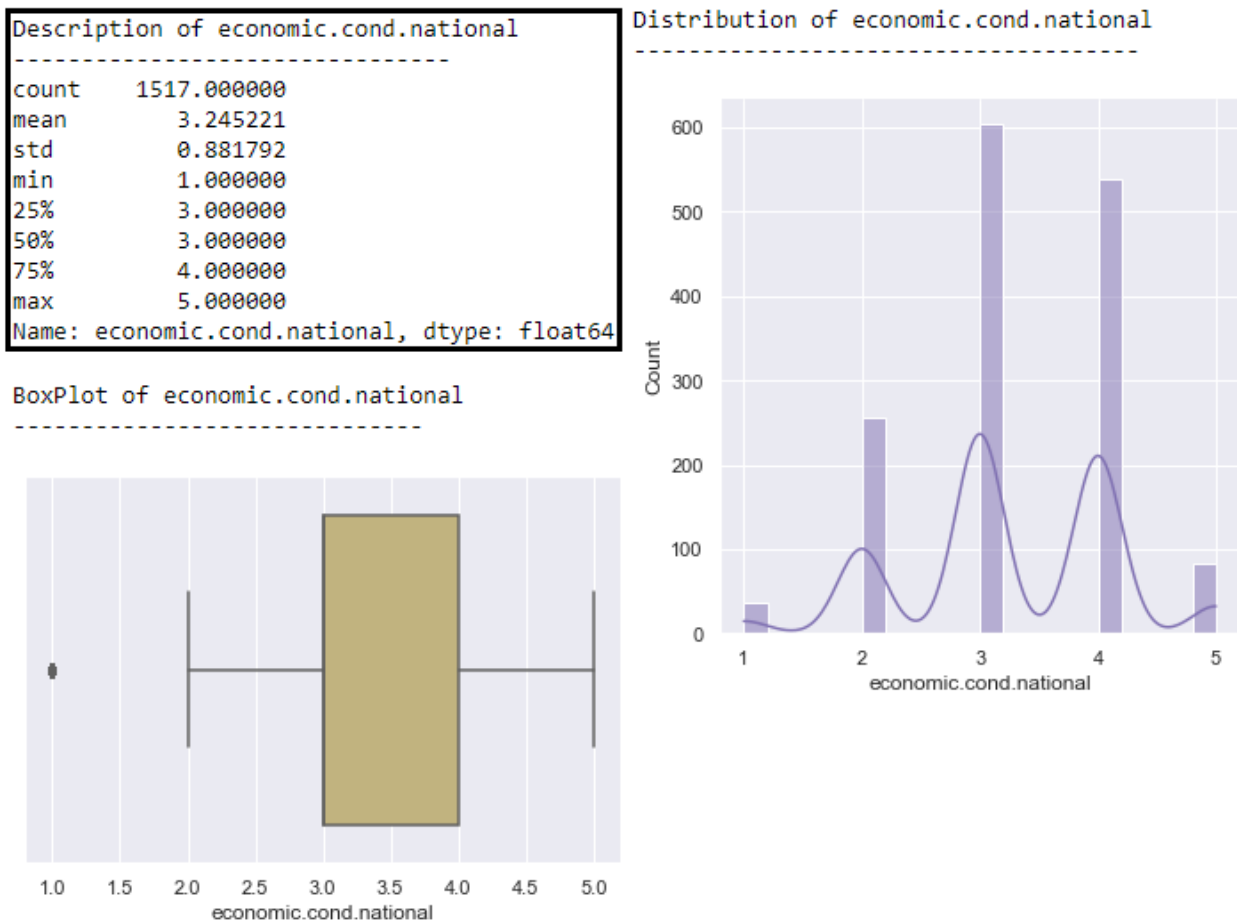 Description of economic.cond.national
--------------------------------
count    1517.000000
mean        3.245221
std         0.881792
min         1.000000
25%         3.000000
50%         3.000000
75%         4.000000
max         5.000000
Name: economic.cond.national, dtype: float64
BoxPlot of economic.cond.national
------------------------------
1.0 1.5 2.0 2.5 3.0 3.5 4.0 4.5 5.0
economic.cond.national
Distribution of economic.cond.national
-------------------------------------
600
500
400
300
200
100
0
Count
1 2 3 4 5
economic.cond.national